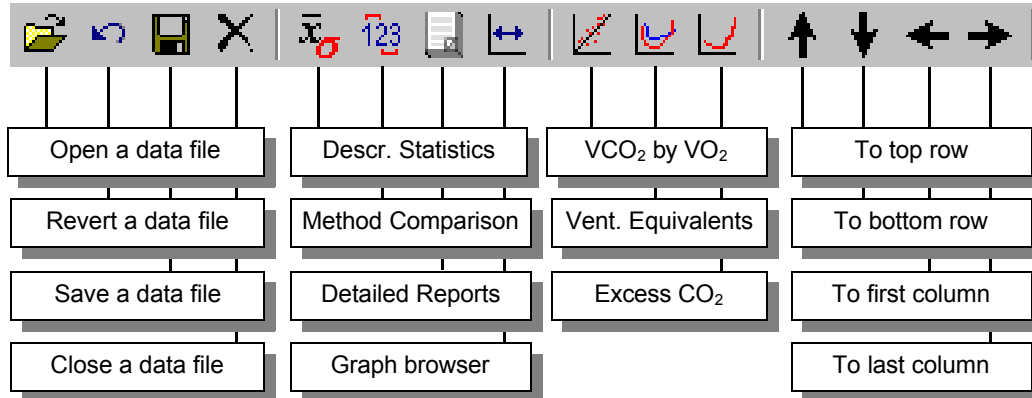 x̄σ 123
Open a data file Descr. Statistics VCO₂ by VO₂ To top row
Revert a data file Method Comparison Vent. Equivalents To bottom row
Save a data file Detailed Reports Excess CO₂ To first column
Close a data file Graph browser To last column